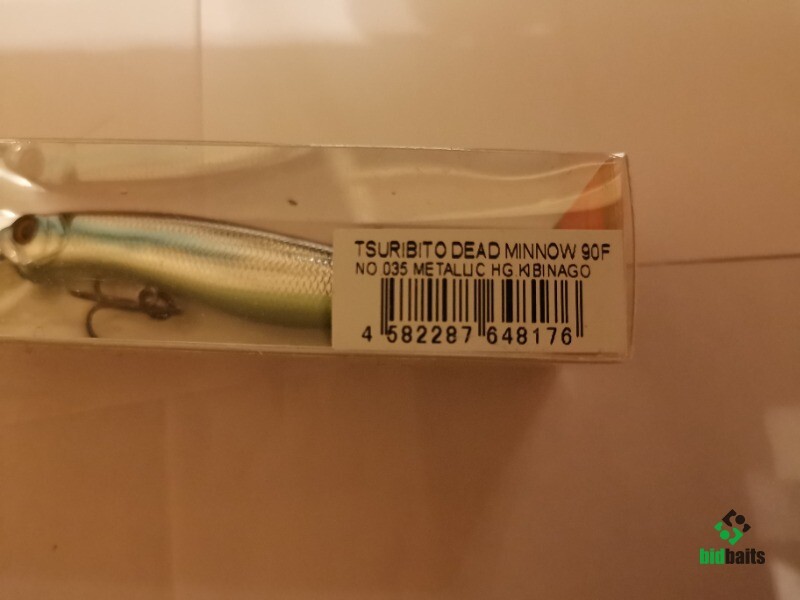 TSURIBITO DEAD MINNOW 90F
NO 035 METALLIC HG KIBINAGO
4 582287 648176
bidbaits